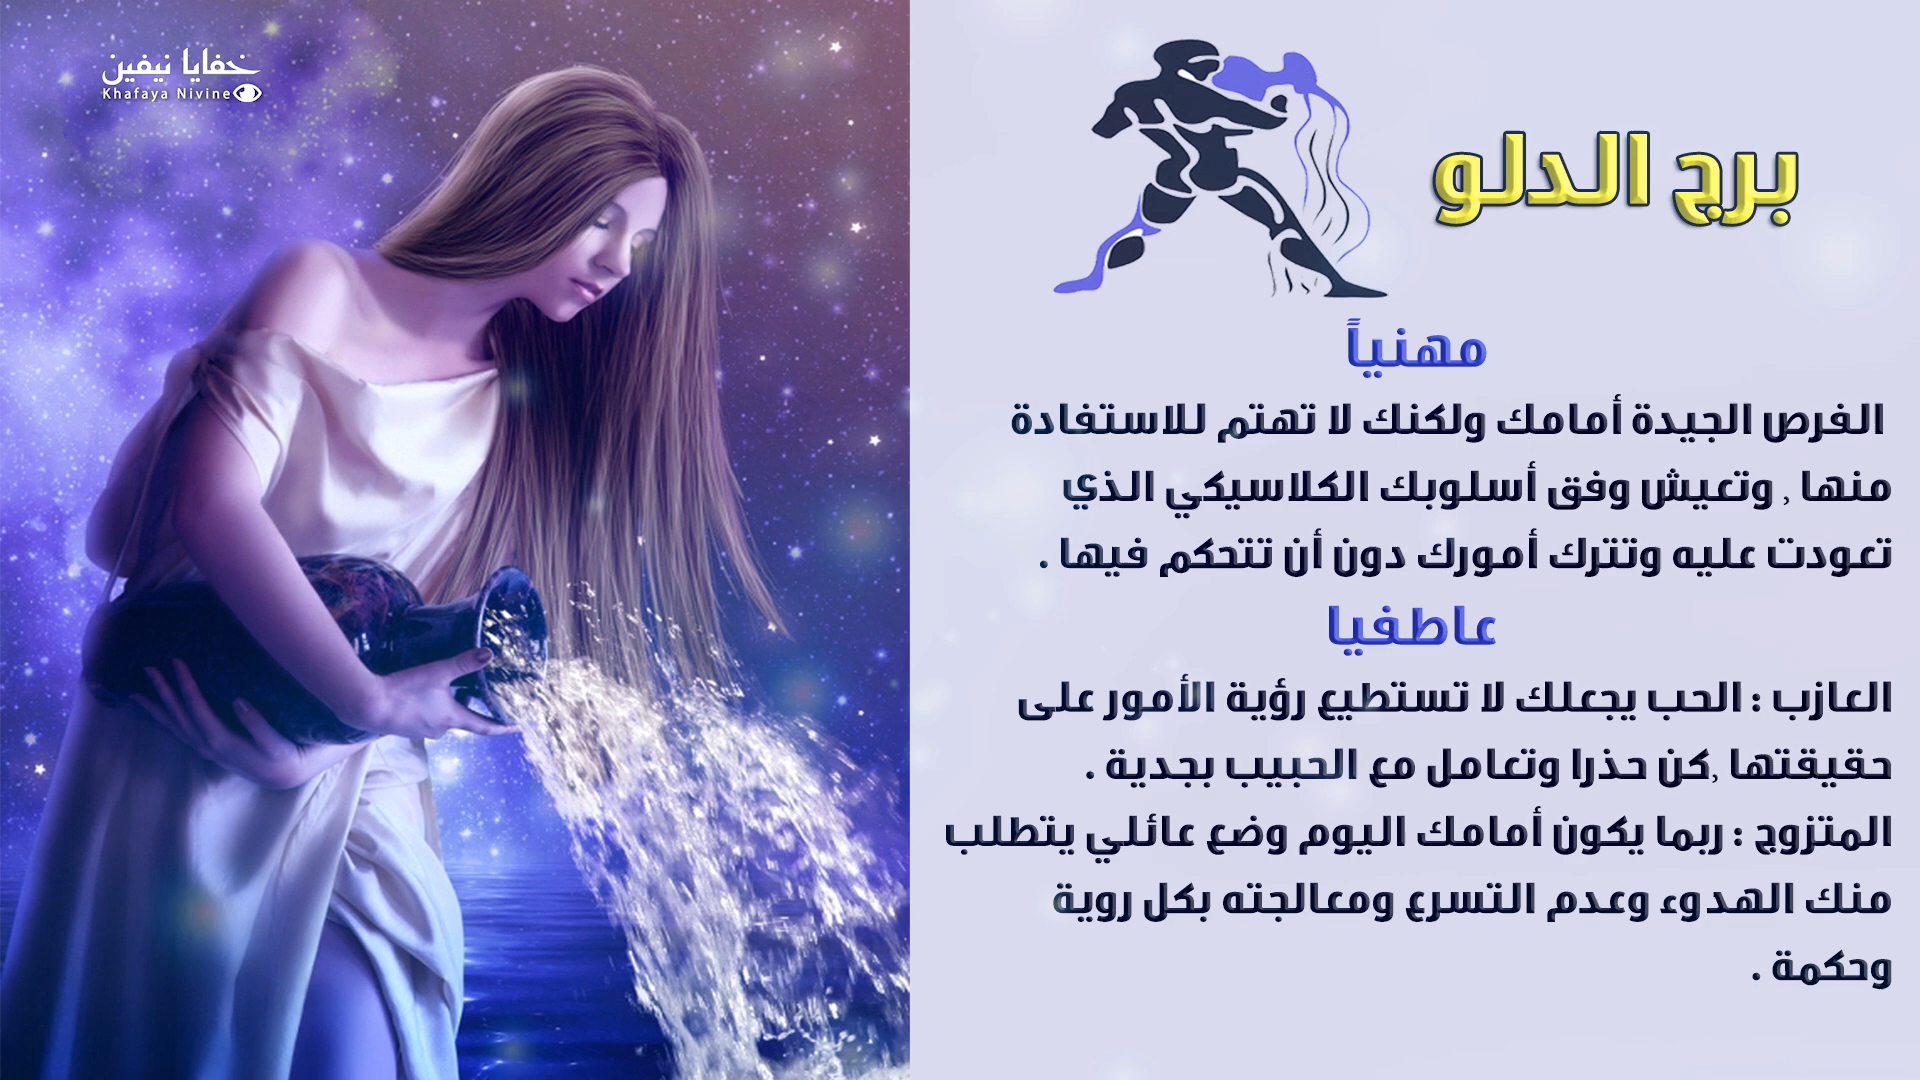 خفايا نيفين
Khafaya Nivine
برج الدلو
مهنياً
الفرص الجيدة أمامك ولكنك لا تهتم للاستفادة
منها , وتعيش وفق أسلوبك الكلاسيكي الذي
تعودت عليه وتترك أمورك دون أن تتحكم فيها .
عاطفيا
العازب : الحب يجعلك لا تستطيع رؤية الأمور على
حقيقتها ,كن حذرا وتعامل مع الحبيب بجدية .
المتزوج : ربما يكون أمامك اليوم وضع عائلي يتطلب
منك الهدوء وعدم التسرع ومعالجته بكل روية
وحكمة .